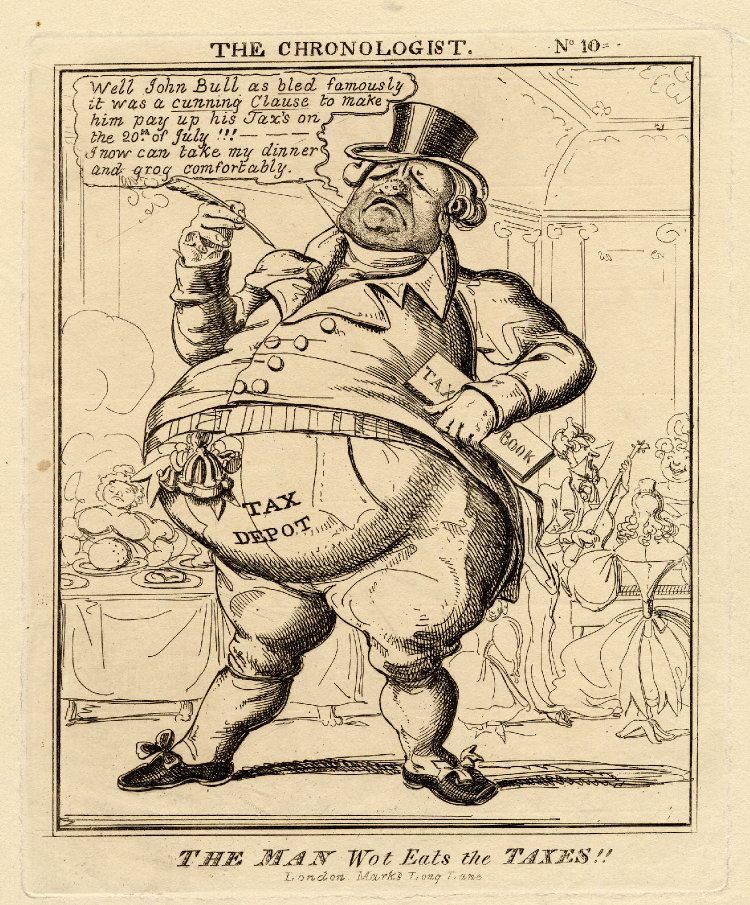 THE CHRONOLOGIST. No 10=
Well John Bull as bled famously
it was a cunning Clause to make
him pay up his Tax's on
the 20th of July !!! — — —
I now can take my dinner
and grog comfortably.
TAX
BOOK
TAX
DEPOT
THE MAN Wot Eats the TAXES!!
London. Marks Long Lane